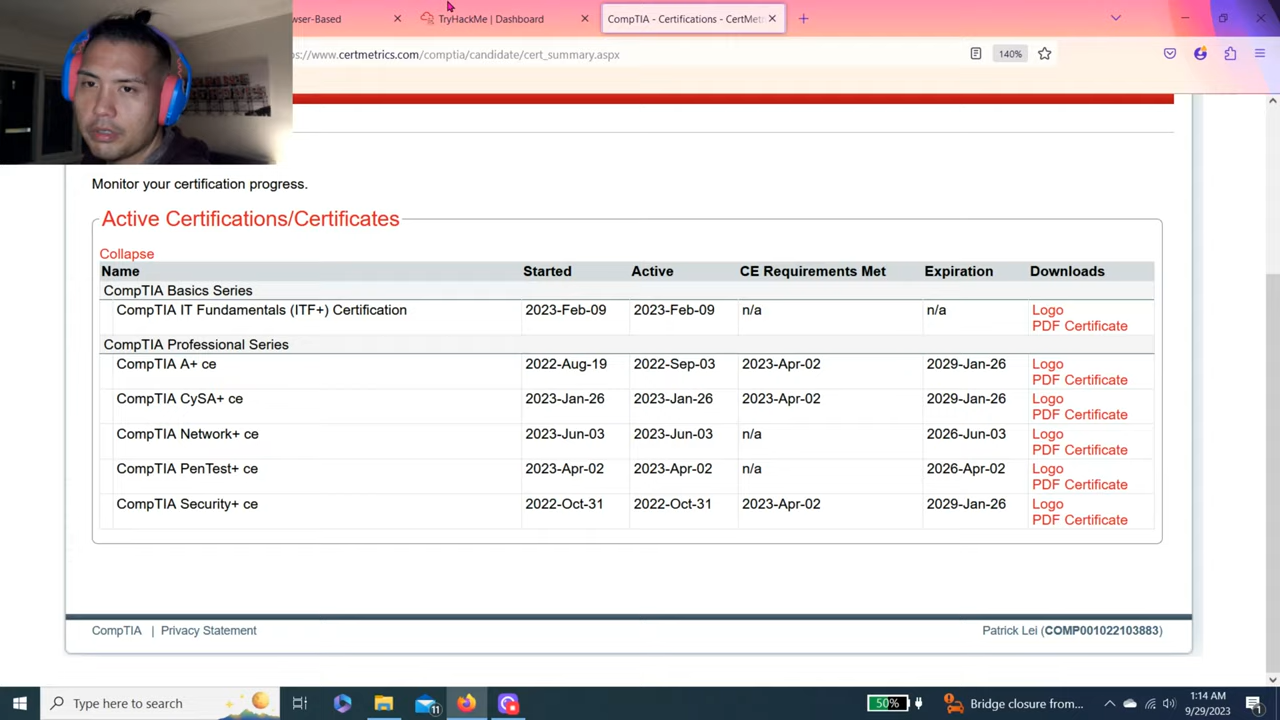 wser-Based
TryHackMe | Dashboard
CompTIA - Certifications - CertMet
ps://www.certmetrics.com/comptia/candidate/cert_summary.aspx
140%
Monitor your certification progress.
Active Certifications/Certificates
Collapse
Name Started Active CE Requirements Met Expiration Downloads
CompTIA Basics Series
CompTIA IT Fundamentals (ITF+) Certification 2023-Feb-09 2023-Feb-09 n/a n/a Logo
PDF Certificate
CompTIA Professional Series
CompTIA A+ ce 2022-Aug-19 2022-Sep-03 2023-Apr-02 2029-Jan-26 Logo
PDF Certificate
CompTIA CySA+ ce 2023-Jan-26 2023-Jan-26 2023-Apr-02 2029-Jan-26 Logo
PDF Certificate
CompTIA Network+ ce 2023-Jun-03 2023-Jun-03 n/a 2026-Jun-03 Logo
PDF Certificate
CompTIA PenTest+ ce 2023-Apr-02 2023-Apr-02 n/a 2026-Apr-02 Logo
PDF Certificate
CompTIA Security+ ce 2022-Oct-31 2022-Oct-31 2023-Apr-02 2029-Jan-26 Logo
PDF Certificate
CompTIA | Privacy Statement Patrick Lei (COMP001022103883)
Type here to search 11 50% Bridge closure from... 1:14 AM
9/29/2023 1